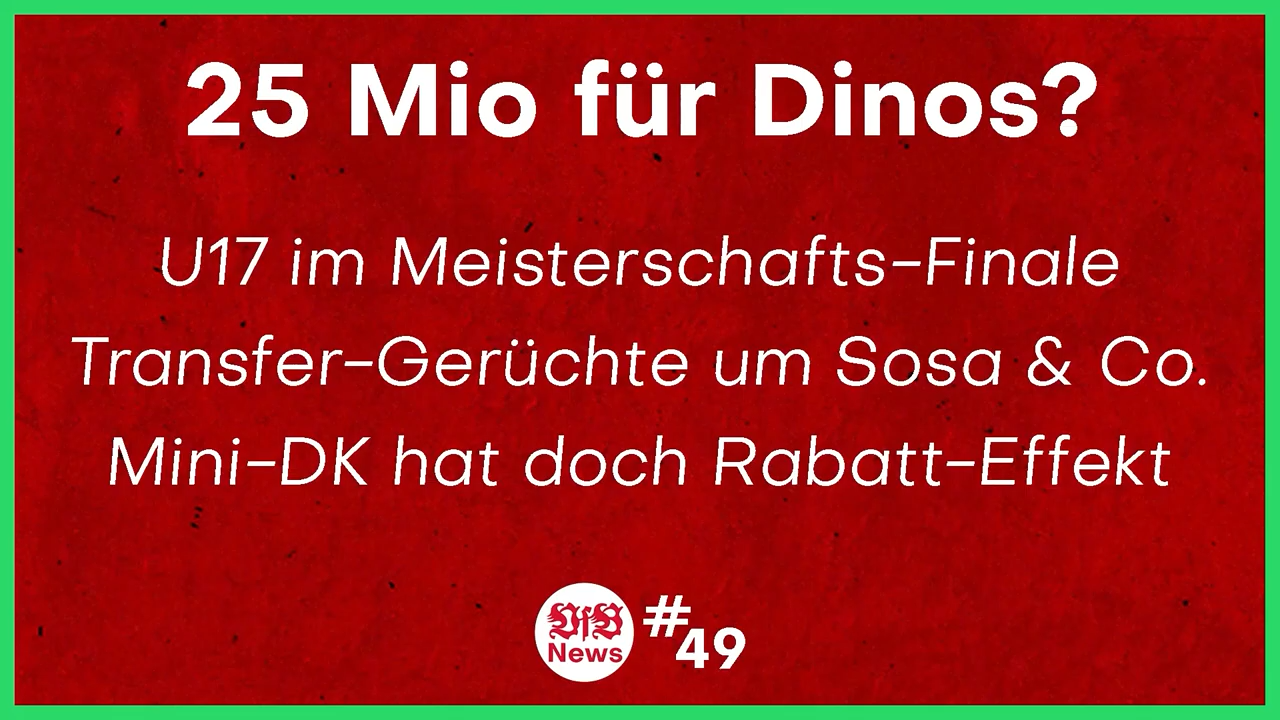 25 Mio für Dinos?
U17 im Meisterschafts-Finale
Transfer-Gerüchte um Sosa & Co.
Mini-DK hat doch Rabatt-Effekt
VfB
News
#49